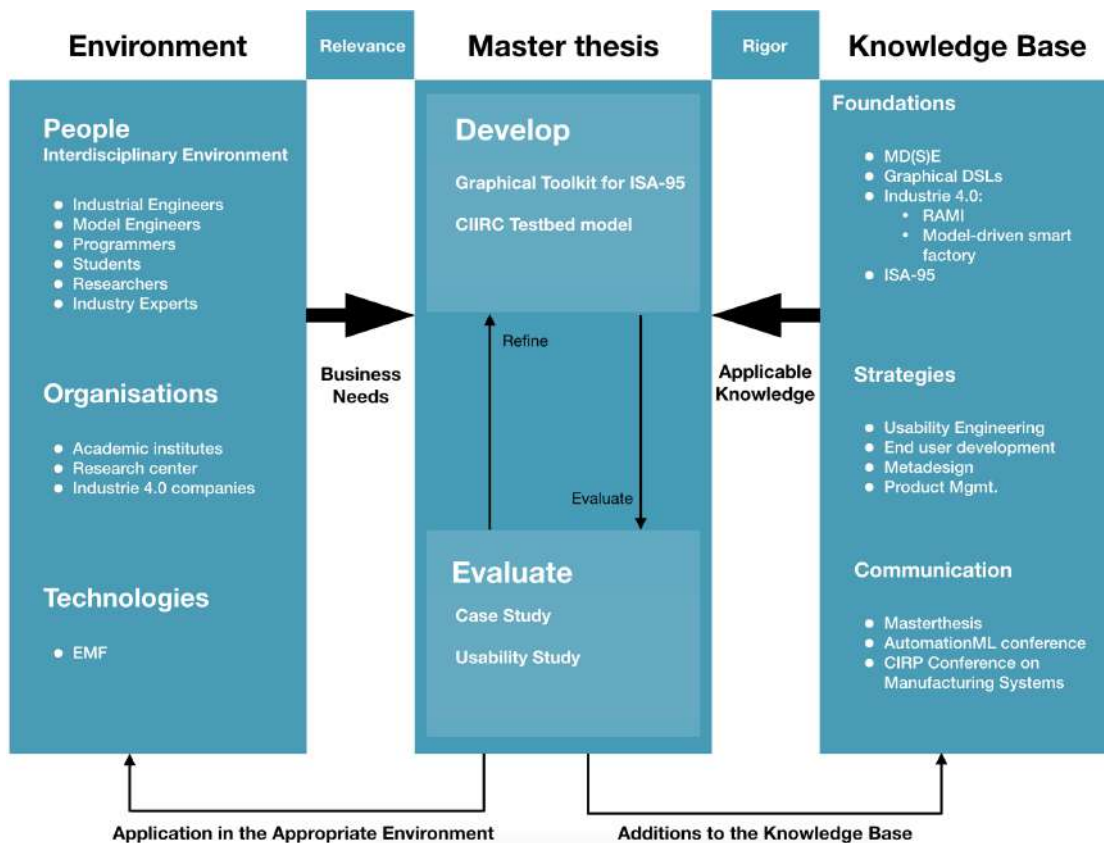 Environment
Relevance
Master thesis
Rigor
Knowledge Base
People
Interdisciplinary Environment
Industrial Engineers
Model Engineers
Programmers
Students
Researchers
Industry Experts
Organisations
Academic institutes
Research center
Industrie 4.0 companies
Technologies
EMF
Business
Needs
Develop
Graphical Toolkit for ISA-95
CIIRC Testbed model
Refine
Evaluate
Evaluate
Case Study
Usability Study
Applicable
Knowledge
Foundations
MD(S)E
Graphical DSLs
Industrie 4.0:
RAMI
Model-driven smart
factory
ISA-95
Strategies
Usability Engineering
End user development
Metadesign
Product Mgmt.
Communication
Masterthesis
AutomationML conference
CIRP Conference on
Manufacturing Systems
Application in the Appropriate Environment
Additions to the Knowledge Base